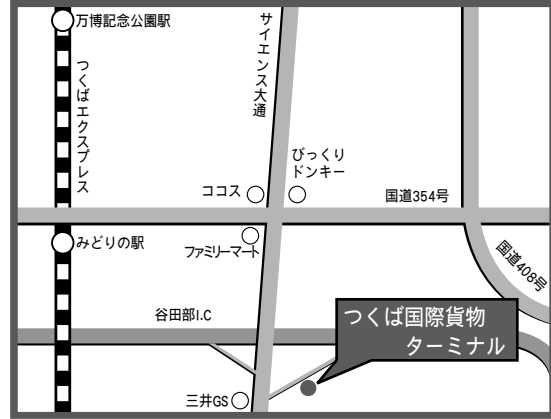 万博記念公園駅
サイエンス大通
つくばエクスプレス
びっくり
ドンキー
ココス
国道354号
みどりの駅
ファミリーマート
国道408号
谷田部I.C
つくば国際貨物
ターミナル
三井GS